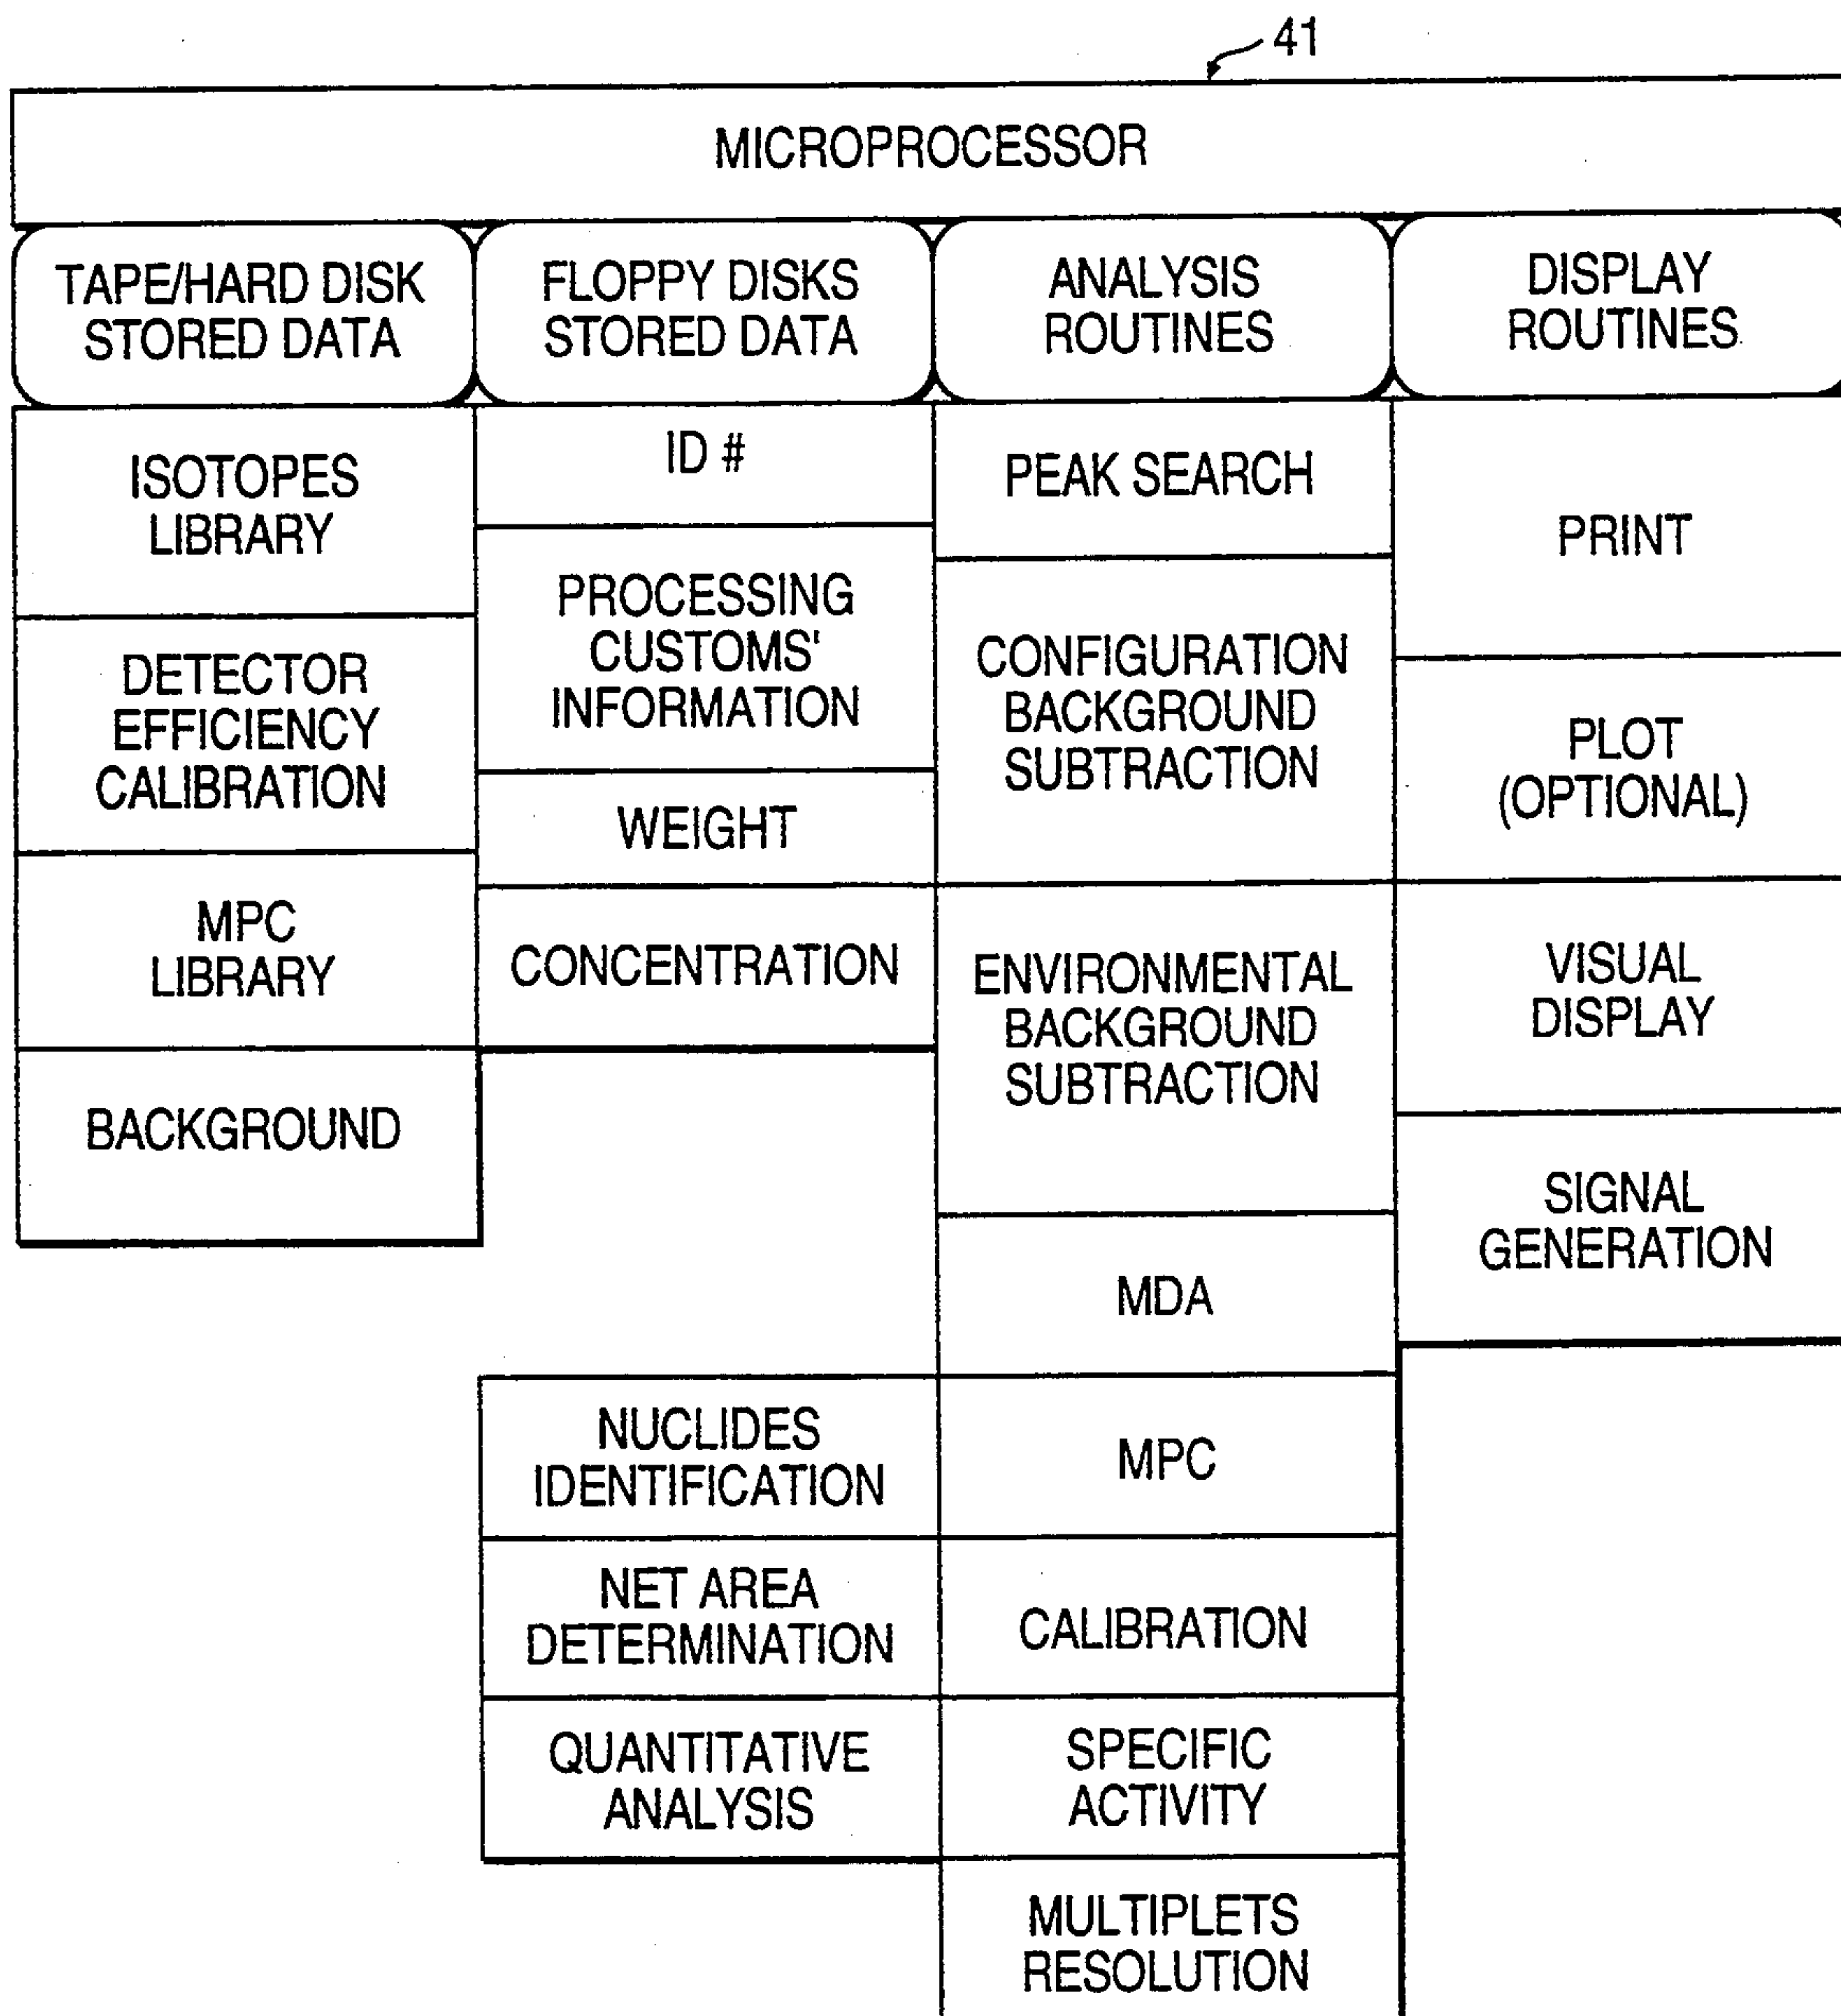 41
MICROPROCESSOR
TAPE/HARD DISK
STORED DATA
FLOPPY DISKS
STORED DATA
ANALYSIS
ROUTINES
DISPLAY
ROUTINES
ISOTOPES
LIBRARY
DETECTOR
EFFICIENCY
CALIBRATION
MPC
LIBRARY
BACKGROUND
ID #
PROCESSING
CUSTOMS'
INFORMATION
WEIGHT
CONCENTRATION
PEAK SEARCH
CONFIGURATION
BACKGROUND
SUBTRACTION
ENVIRONMENTAL
BACKGROUND
SUBTRACTION
MDA
NUCLIDES
IDENTIFICATION
MPC
NET AREA
DETERMINATION
CALIBRATION
QUANTITATIVE
ANALYSIS
SPECIFIC
ACTIVITY
MULTIPLETS
RESOLUTION
PRINT
PLOT
(OPTIONAL)
VISUAL
DISPLAY
SIGNAL
GENERATION